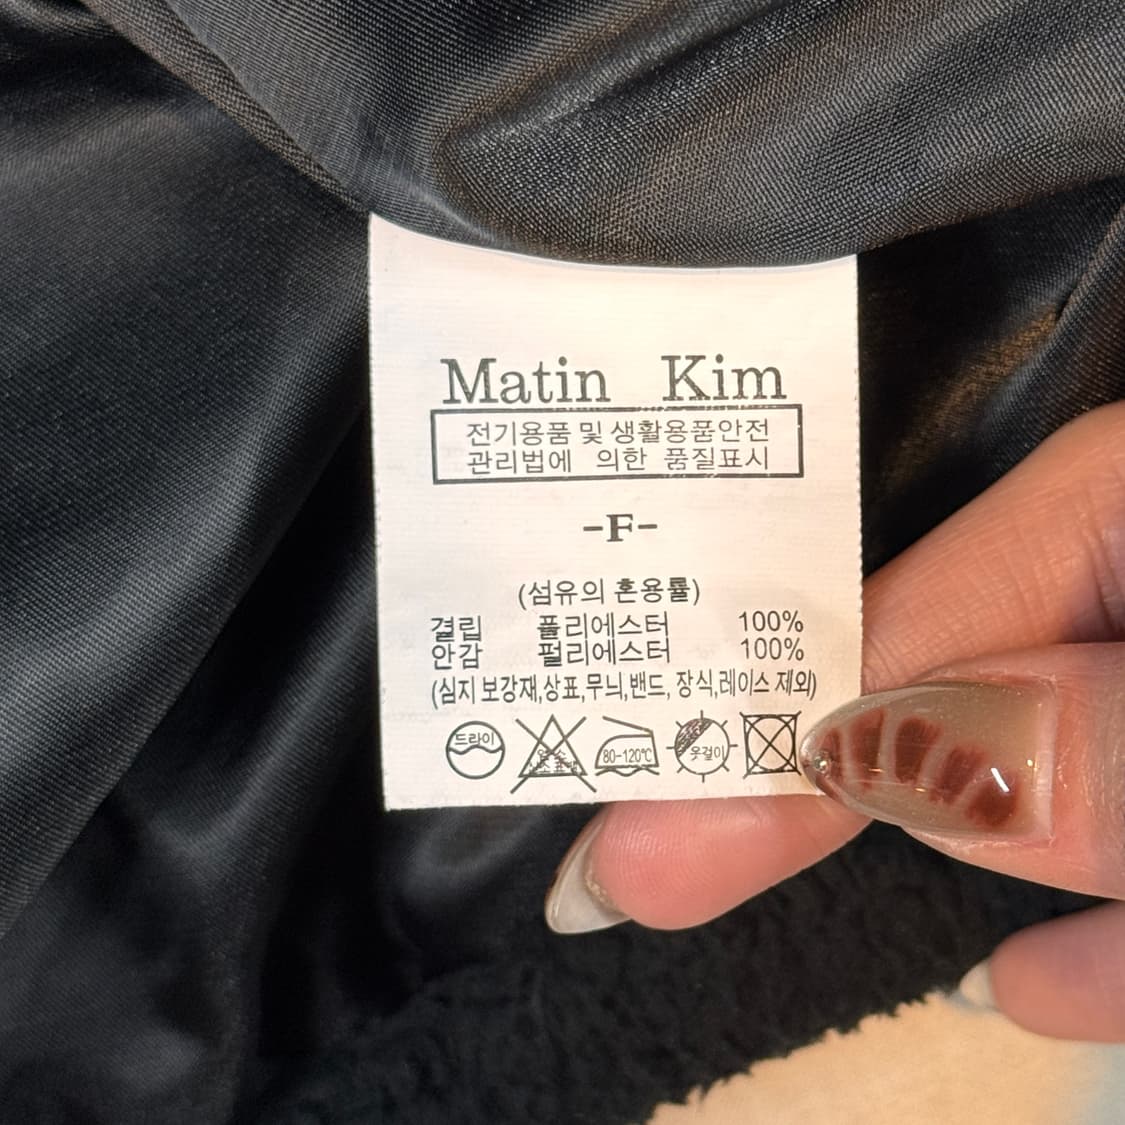 Matin Kim
전기용품 및 생활용품안전
관리법에 의한 품질표시
-F-
(섬유의 혼용률)
결립 폴리에스터 100%
안감 펄리에스터 100%
(심지 보강재,상표,무늬,밴드, 장식,레이스 제외)
드라이
80-120℃
옷걸이